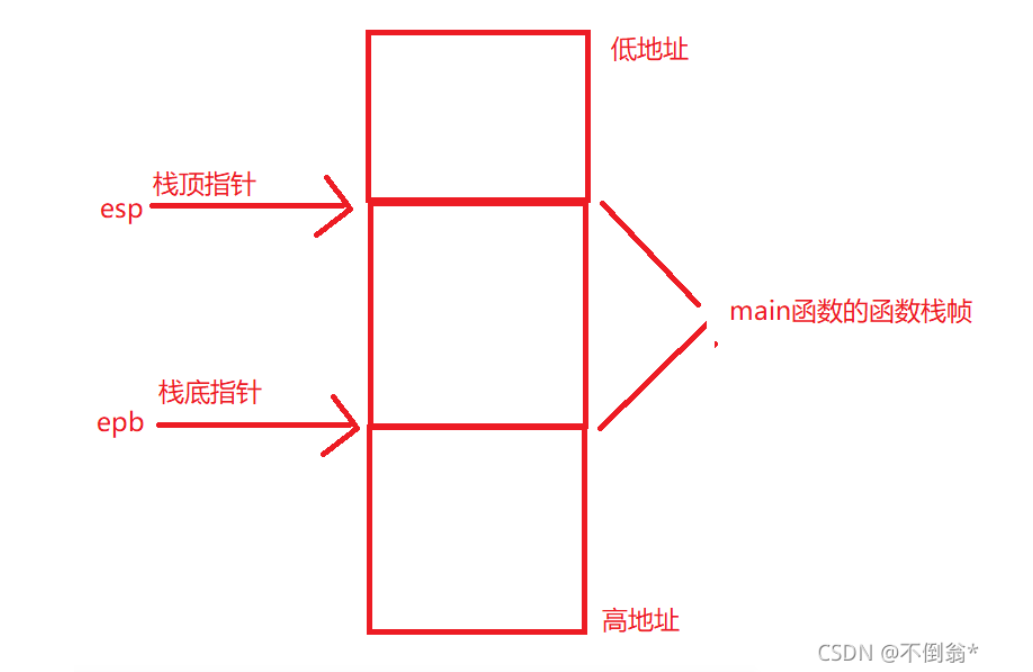 低地址
栈顶指针
esp
main函数的函数栈帧
栈底指针
epb
高地址
CSDN @不倒翁*